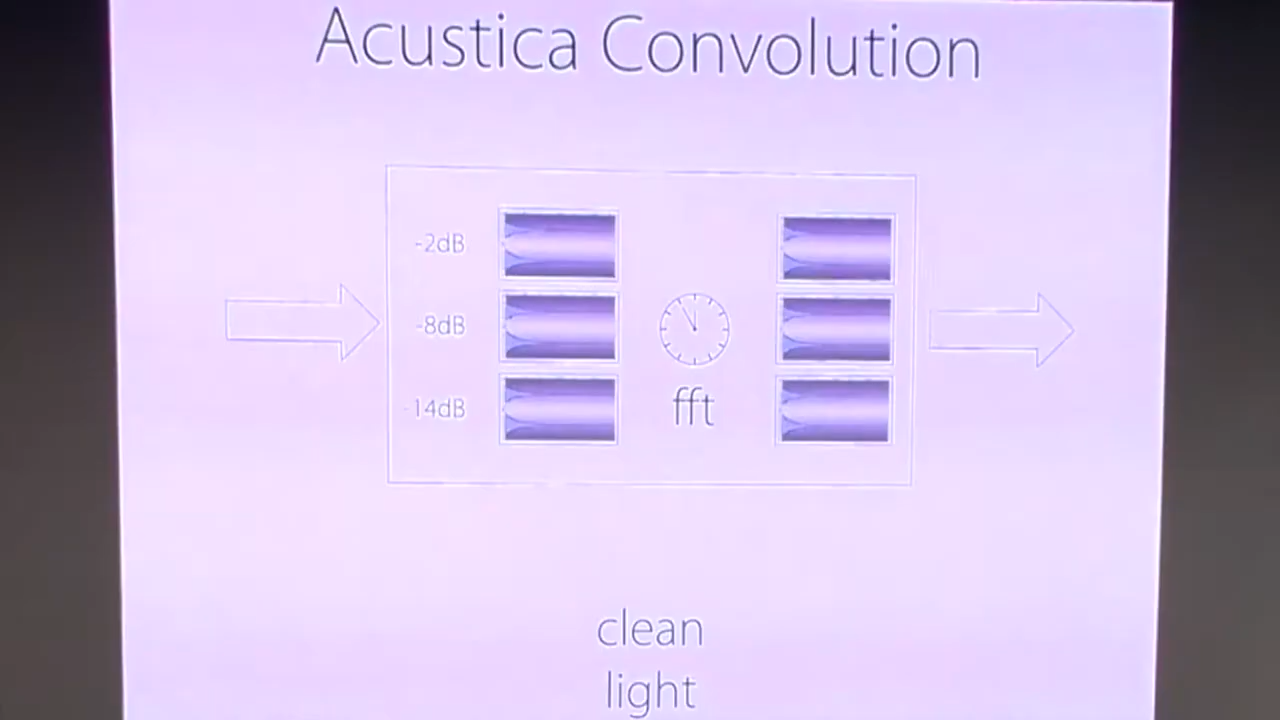 Acustica Convolution
-2dB
-8dB
-14dB
fft
clean
light